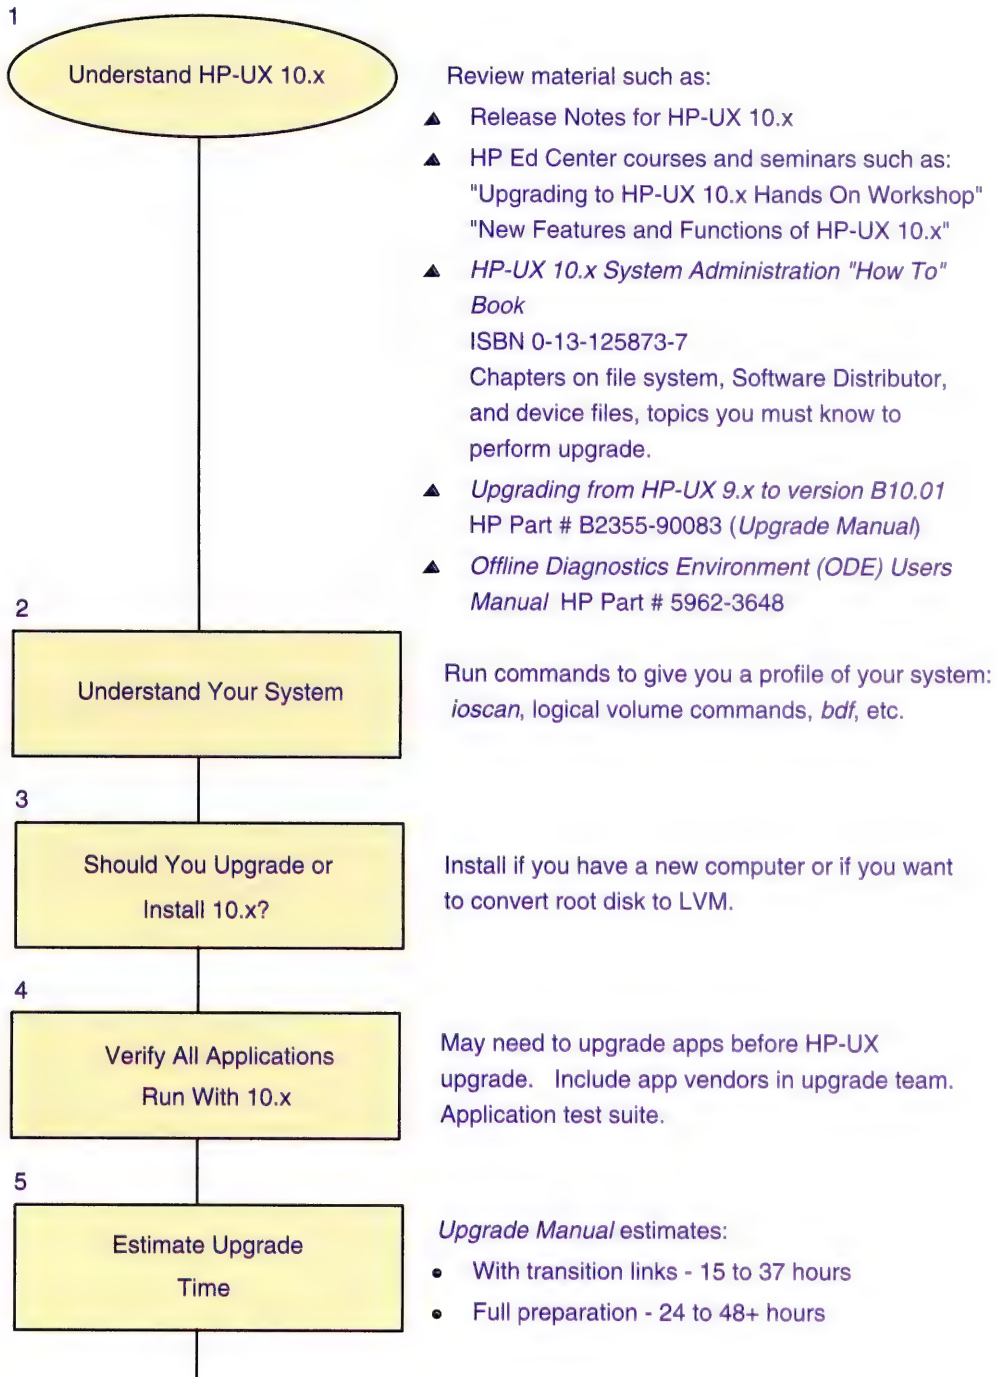 1
Understand HP-UX 10.x
Review material such as:
Release Notes for HP-UX 10.x
HP Ed Center courses and seminars such as:
"Upgrading to HP-UX 10.x Hands On Workshop"
"New Features and Functions of HP-UX 10.x"
HP-UX 10.x System Administration "How To"
Book
ISBN 0-13-125873-7
Chapters on file system, Software Distributor,
and device files, topics you must know to
perform upgrade.
Upgrading from HP-UX 9.x to version B10.01
HP Part # B2355-90083 (Upgrade Manual)
Offline Diagnostics Environment (ODE) Users
Manual HP Part # 5962-3648
2
Understand Your System
Run commands to give you a profile of your system:
ioscan, logical volume commands, bdf, etc.
3
Should You Upgrade or
Install 10.x?
Install if you have a new computer or if you want
to convert root disk to LVM.
4
Verify All Applications
Run With 10.x
May need to upgrade apps before HP-UX
upgrade. Include app vendors in upgrade team.
Application test suite.
5
Estimate Upgrade
Time
Upgrade Manual estimates:
• With transition links - 15 to 37 hours
• Full preparation - 24 to 48+ hours